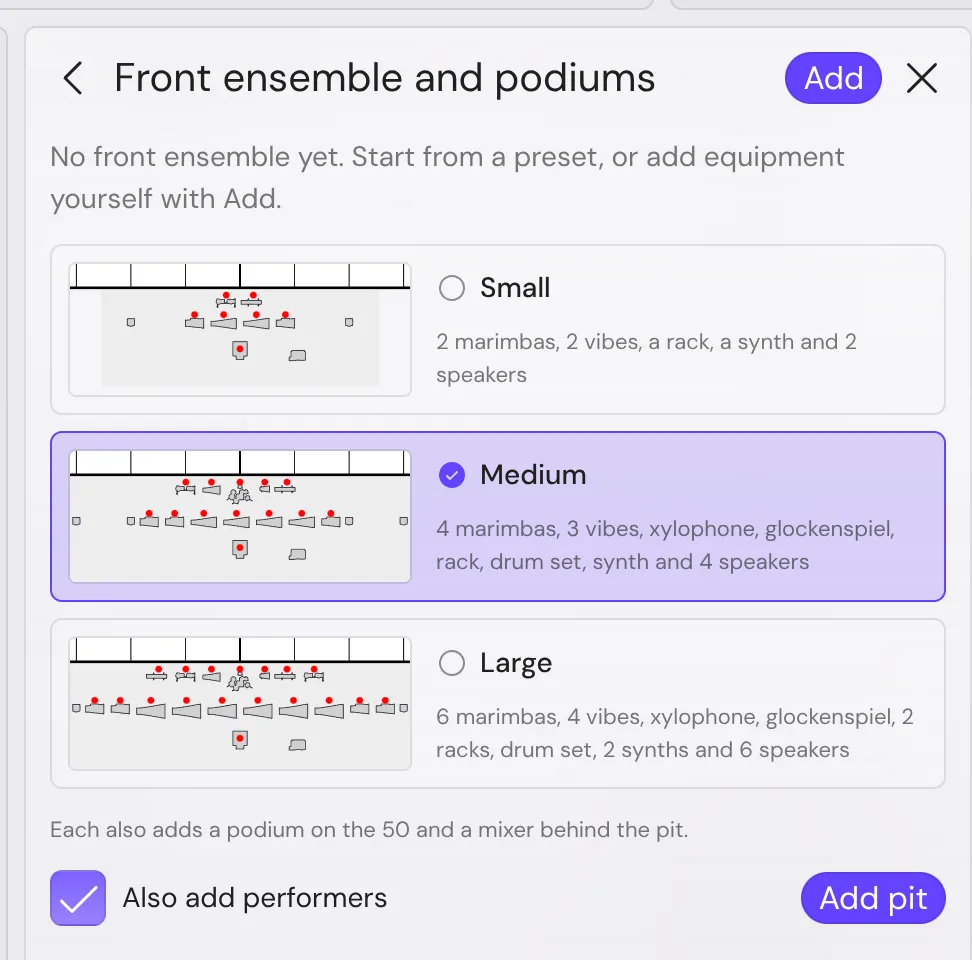 Front ensemble and podiums
Add
No front ensemble yet. Start from a preset, or add equipment
yourself with Add.
Small
2 marimbas, 2 vibes, a rack, a synth and 2
speakers
Medium
4 marimbas, 3 vibes, xylophone, glockenspiel,
rack, drum set, synth and 4 speakers
Large
6 marimbas, 4 vibes, xylophone, glockenspiel, 2
racks, drum set, 2 synths and 6 speakers
Each also adds a podium on the 50 and a mixer behind the pit.
Also add performers
Add pit